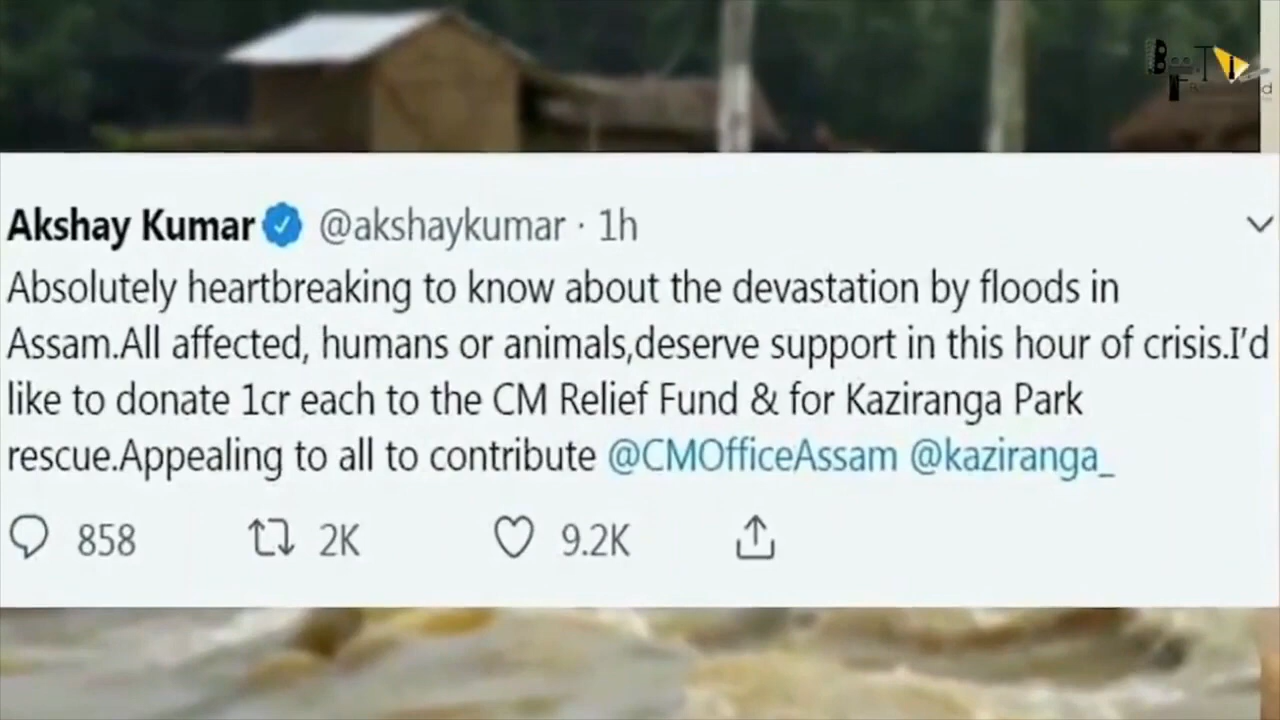 Akshay Kumar @akshaykumar · 1h
Absolutely heartbreaking to know about the devastation by floods in
Assam.All affected, humans or animals,deserve support in this hour of crisis.I'd
like to donate 1cr each to the CM Relief Fund & for Kaziranga Park
rescue.Appealing to all to contribute @CMOfficeAssam @kaziranga_
858 2K 9.2K